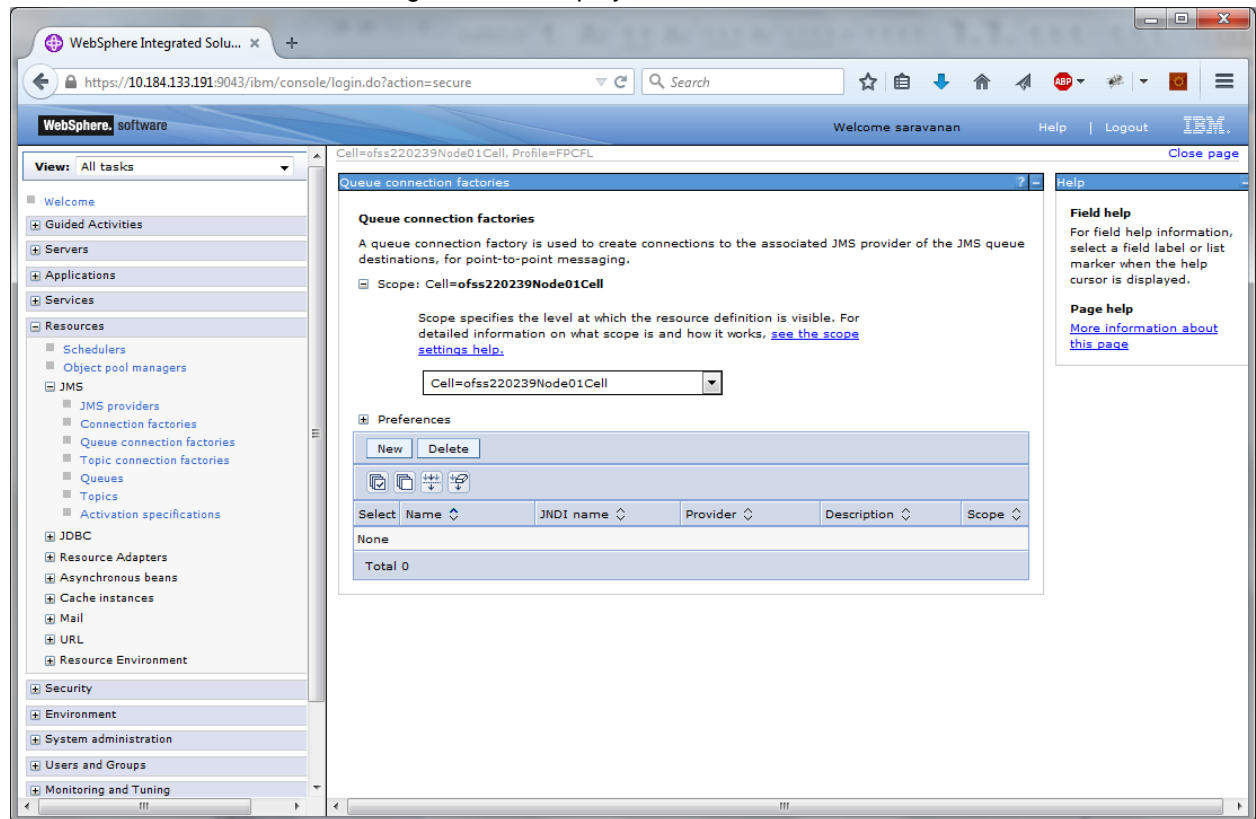 WebSphere Integrated Solu... × +
https://10.184.133.191:9043/ibm/console/login.do?action=secure
Search
ABP
WebSphere. software
Welcome saravanan
Help | Logout
IBM.
View: All tasks
Welcome
Guided Activities
Servers
Applications
Services
Resources
Schedulers
Object pool managers
JMS
JMS providers
Connection factories
Queue connection factories
Topic connection factories
Queues
Topics
Activation specifications
JDBC
Resource Adapters
Asynchronous beans
Cache instances
Mail
URL
Resource Environment
Security
Environment
System administration
Users and Groups
Monitoring and Tuning
Cell=ofss220239Node01Cell, Profile=FPCFL
Close page
Queue connection factories
? -
Queue connection factories
A queue connection factory is used to create connections to the associated JMS provider of the JMS queue
destinations, for point-to-point messaging.
Scope: Cell=ofss220239Node01Cell
Scope specifies the level at which the resource definition is visible. For
detailed information on what scope is and how it works, see the scope
settings help.
Cell=ofss220239Node01Cell
Preferences
New Delete
Select Name JNDI name Provider Description Scope
None
Total 0
Help
Field help
For field help information,
select a field label or list
marker when the help
cursor is displayed.
Page help
More information about
this page